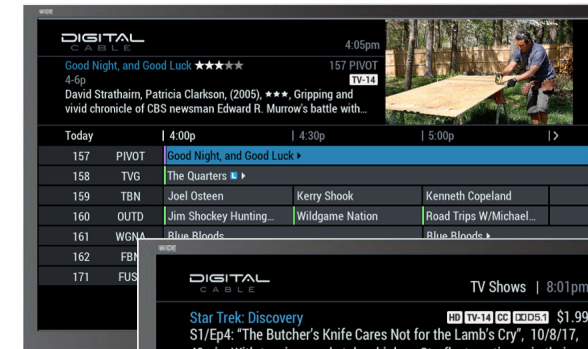 WIDE
DIGITAL
CABLE
4:05pm
Good Night, and Good Luck ★★★★★ 157 PIVOT
4-6p TV-14
David Strathairn, Patricia Clarkson, (2005), ★★★, Gripping and
vivid chronicle of CBS newsman Edward R. Murrow's battle with...
Today | 4:00p | 4:30p | 5:00p | >
157 PIVOT Good Night, and Good Luck
158 TVG The Quarters L
159 TBN Joel Osteen Kerry Shook Kenneth Copeland
160 OUTD Jim Shockey Hunting... Wildgame Nation Road Trips W/Michael...
161 WGNA Blue Bloods Blue Bloods
162 FBN
171 FUS
WIDE
DIGITAL
CABLE
TV Shows | 8:01pm
Star Trek: Discovery HD TV-14 CC DD5.1 $1.99
S1/Ep4: "The Butcher's Knife Cares Not for the Lamb's Cry", 10/8/17,